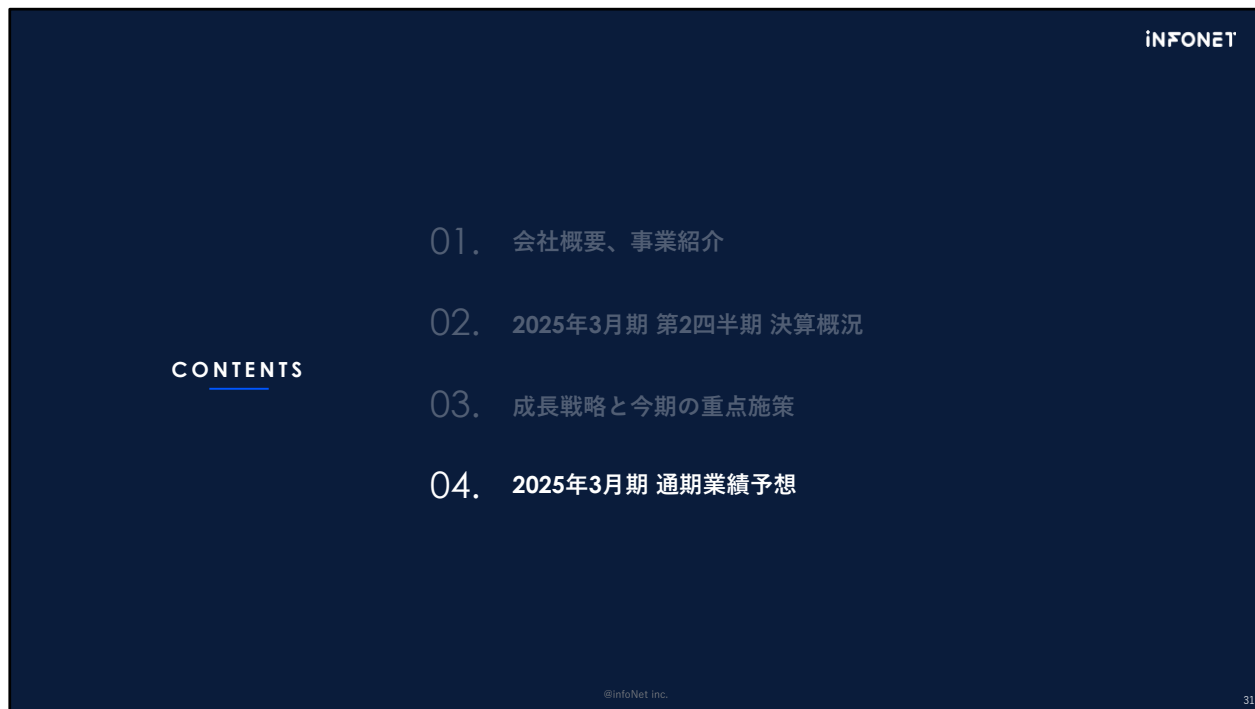 iNFONET
01. 会社概要、事業紹介
02. 2025年3月期 第2四半期 決算概況
CONTENTS
03. 成長戦略と今期の重点施策
04. 2025年3月期 通期業績予想
@infoNet inc.
31